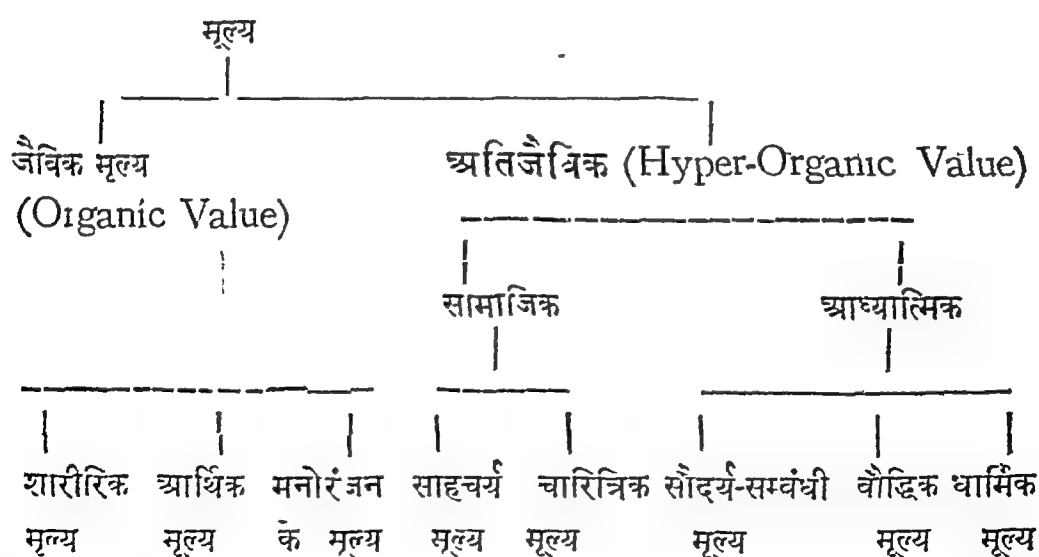 मूल्य
जैविक मूल्य अतिजैविक (Hyper-Organic Value)
(Organic Value)
सामाजिक आध्यात्मिक
शारीरिक आर्थिक मनोरंजन साहचर्य चारित्रिक सौदर्य-सम्वंधी वौद्धिक धार्मिक
मूल्य मूल्य के मूल्य मूल्य मूल्य मूल्य मूल्य मूल्य